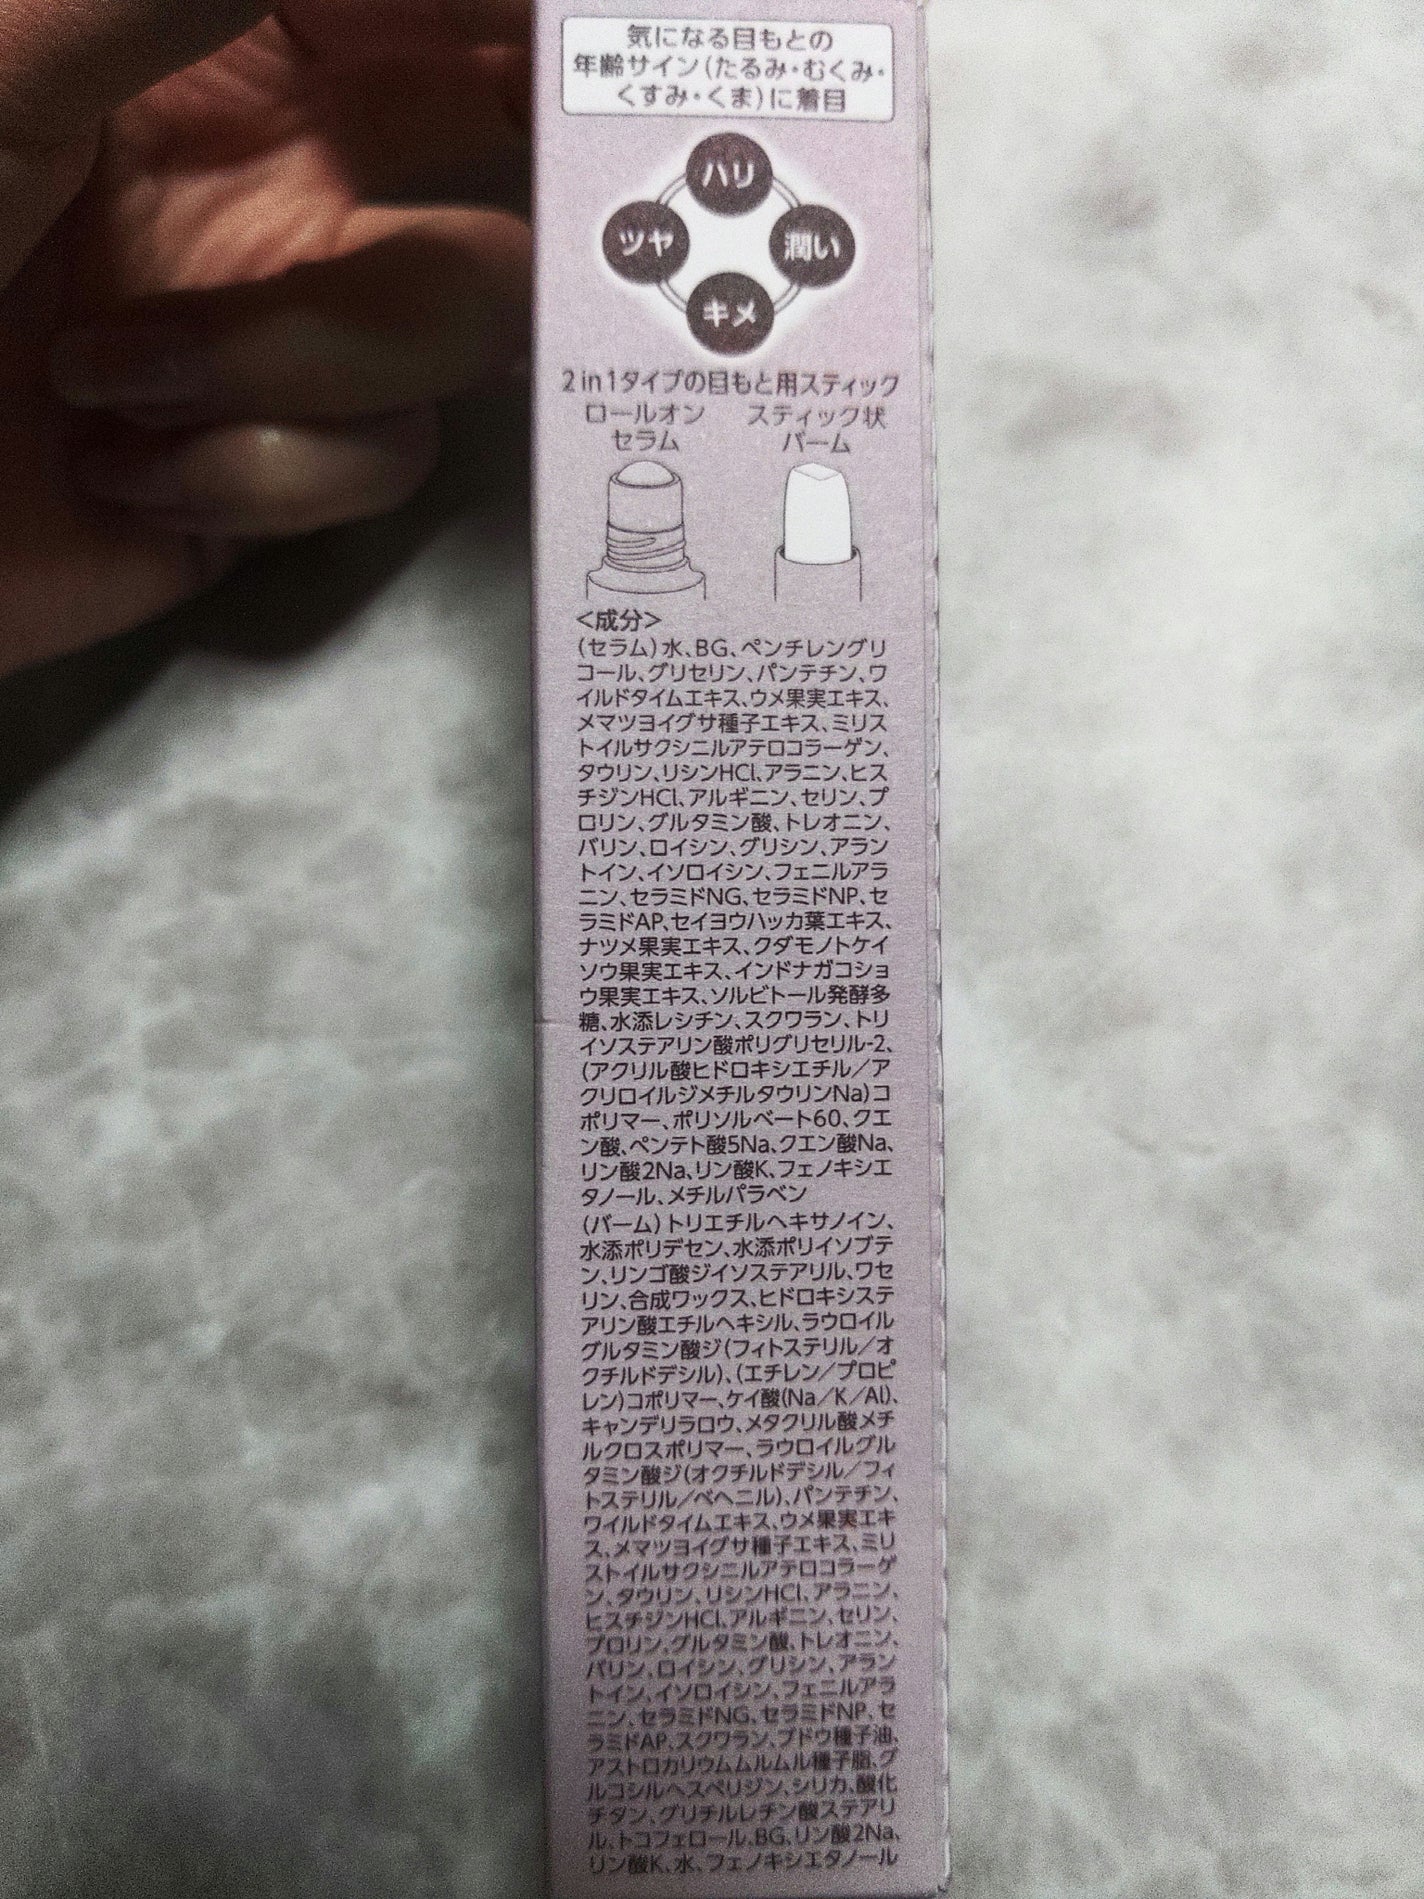 気になる目もとの
年齢サイン(たるみ・むくみ・
くすみ・くま)に着目
ハリ
ツヤ
潤い
キメ
2in1タイプの目もと用スティック
ロールオン
セラム
スティック状
バーム
<成分>
(セラム)水、BG、ペンチレングリ
コール、グリセリン、パンテチン、ワ
イルドタイムエキス、ウメ果実エキス、
メマツヨイグサ種子エキス、ミリス
トイルサクシニルアテロコラーゲン、
タウリン、リシンHCl、アラニン、ヒス
チジンHCl、アルギニン、セリン、プ
ロリン、グルタミン酸、トレオニン、
バリン、ロイシン、グリシン、アラン
トイン、イソロイシン、フェニルアラ
ニン、セラミドNG、セラミドNP、セ
ラミドAP、セイヨウハッカ葉エキス、
ナツメ果実エキス、クダモノトケイ
ソウ果実エキス、インドナガコショ
ウ果実エキス、ソルビトール発酵多
糖、水添レシチン、スクワラン、トリ
イソステアリン酸ポリグリセリル-2、
(アクリル酸ヒドロキシエチル/ア
クリロイルジメチルタウリンNa)コ
ポリマー、ポリソルベート60、クエ
ン酸、ペンテト酸5Na、クエン酸Na、
リン酸2Na、リン酸K、フェノキシエ
タノール、メチルパラベン
(バーム)トリエチルヘキサノイン、
水添ポリデセン、水添ポリイソブテ
ン、リンゴ酸ジイソステアリル、ワセ
リン、合成ワックス、ヒドロキシステ
アリン酸エチルヘキシル、ラウロイル
グルタミン酸ジ(フィトステリル/オ
クチルドデシル)、(エチレン/プロピ
レン)コポリマー、ケイ酸(Na/K/Al)、
キャンデリラロウ、メタクリル酸メチ
ルクロスポリマー、ラウロイルグル
タミン酸ジ(オクチルドデシル/フィ
トステリル/ベヘニル)、パンテチン、
ワイルドタイムエキス、ウメ果実エキ
ス、メマツヨイグサ種子エキス、ミリ
ストイルサクシニルアテロコラーゲ
ン、タウリン、リシンHCl、アラニン、
ヒスチジンHCl、アルギニン、セリン、
プロリン、グルタミン酸、トレオニン、
バリン、ロイシン、グリシン、アラン
トイン、イソロイシン、フェニルアラ
ニン、セラミドNG、セラミドNP、セ
ラミドAP、スクワラン、ブドウ種子油、
アストロカリウムムルムル種子脂、グ
ルコシルヘスペリジン、シリカ、酸化
チタン、グリチルレチン酸ステアリ
ル、トコフェロール、BG、リン酸2Na、
リン酸K、水、フェノキシエタノール